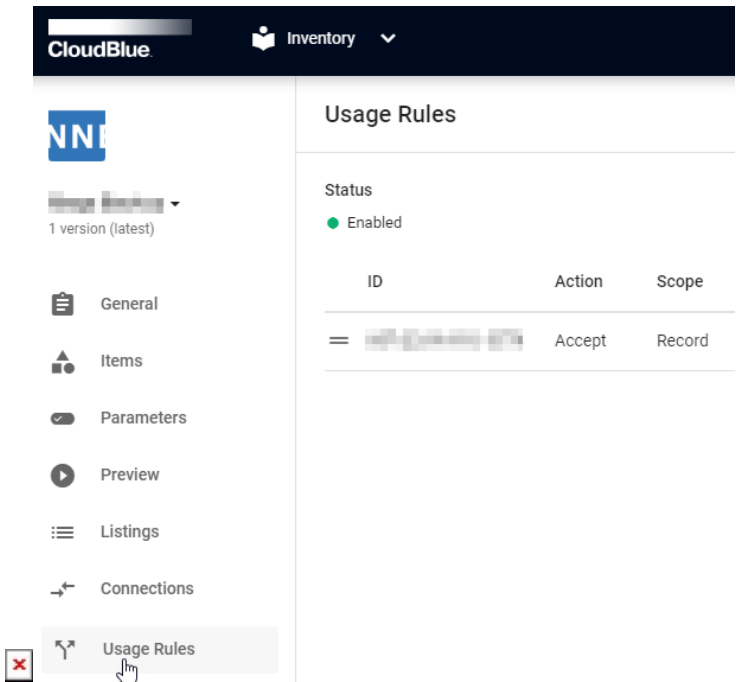 CloudBlue.
Inventory
NNE
1 version (latest)
General
Items
Parameters
Preview
Listings
Connections
Usage Rules
Usage Rules
Status
Enabled
ID Action Scope
Accept Record